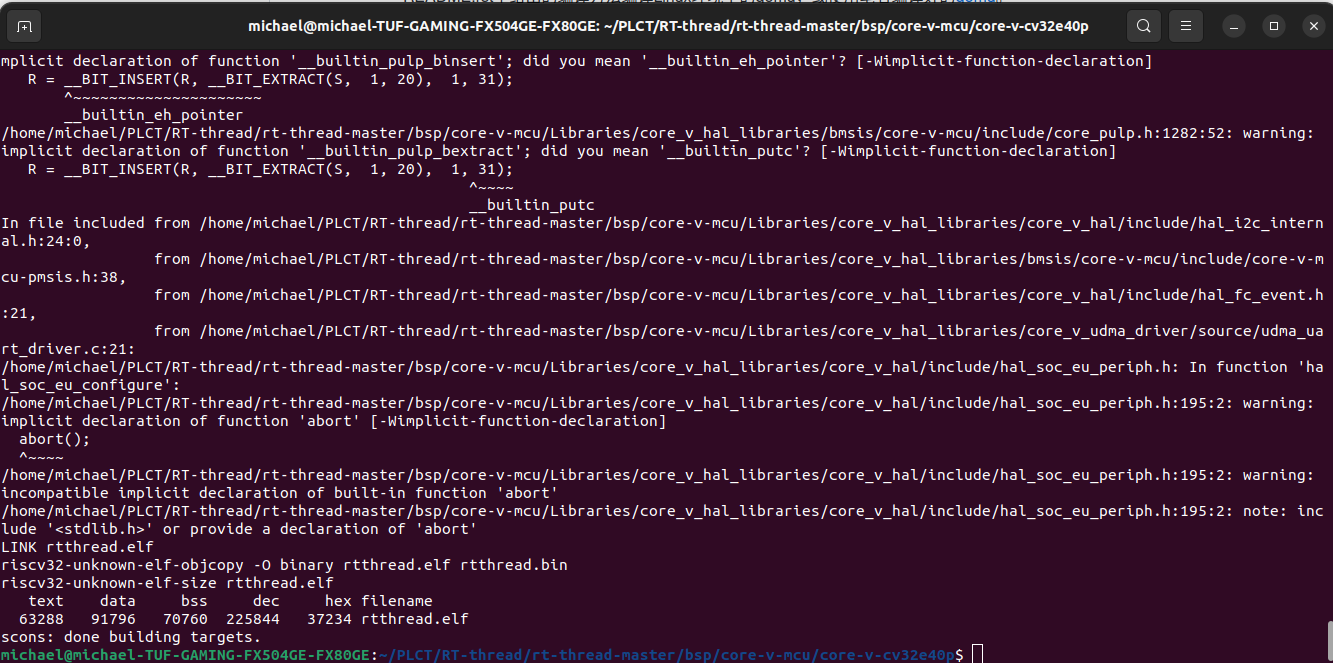 michael@michael-TUF-GAMING-FX504GE-FX80GE: ~/PLCT/RT-thread/rt-thread-master/bsp/core-v-mcu/core-v-cv32e40p
mplicit declaration of function '__builtin_pulp_binsert'; did you mean '__builtin_eh_pointer'? [-Wimplicit-function-declaration]
   R = __BIT_INSERT(R, __BIT_EXTRACT(S,  1, 20),  1, 31);
       ^~~~~~~~~~~~~~~~~~~~~~
       __builtin_eh_pointer
/home/michael/PLCT/RT-thread/rt-thread-master/bsp/core-v-mcu/Libraries/core_v_hal_libraries/bmsis/core-v-mcu/include/core_pulp.h:1282:52: warning:
implicit declaration of function '__builtin_pulp_bextract'; did you mean '__builtin_putc'? [-Wimplicit-function-declaration]
   R = __BIT_INSERT(R, __BIT_EXTRACT(S,  1, 20),  1, 31);
                                                    ^~~~~
                                                    __builtin_putc
In file included from /home/michael/PLCT/RT-thread/rt-thread-master/bsp/core-v-mcu/Libraries/core_v_hal_libraries/core_v_hal/include/hal_i2c_intern
al.h:24:0,
                 from /home/michael/PLCT/RT-thread/rt-thread-master/bsp/core-v-mcu/Libraries/core_v_hal_libraries/bmsis/core-v-mcu/include/core-v-m
cu-pmsis.h:38,
                 from /home/michael/PLCT/RT-thread/rt-thread-master/bsp/core-v-mcu/Libraries/core_v_hal_libraries/core_v_hal/include/hal_fc_event.h
:21,
                 from /home/michael/PLCT/RT-thread/rt-thread-master/bsp/core-v-mcu/Libraries/core_v_hal_libraries/core_v_udma_driver/source/udma_ua
rt_driver.c:21:
/home/michael/PLCT/RT-thread/rt-thread-master/bsp/core-v-mcu/Libraries/core_v_hal_libraries/core_v_hal/include/hal_soc_eu_periph.h: In function 'ha
l_soc_eu_configure':
/home/michael/PLCT/RT-thread/rt-thread-master/bsp/core-v-mcu/Libraries/core_v_hal_libraries/core_v_hal/include/hal_soc_eu_periph.h:195:2: warning:
implicit declaration of function 'abort' [-Wimplicit-function-declaration]
  abort();
  ^~~~~
/home/michael/PLCT/RT-thread/rt-thread-master/bsp/core-v-mcu/Libraries/core_v_hal_libraries/core_v_hal/include/hal_soc_eu_periph.h:195:2: warning:
incompatible implicit declaration of built-in function 'abort'
/home/michael/PLCT/RT-thread/rt-thread-master/bsp/core-v-mcu/Libraries/core_v_hal_libraries/core_v_hal/include/hal_soc_eu_periph.h:195:2: note: inc
lude '<stdlib.h>' or provide a declaration of 'abort'
LINK rtthread.elf
riscv32-unknown-elf-objcopy -O binary rtthread.elf rtthread.bin
riscv32-unknown-elf-size rtthread.elf
   text    data     bss     dec     hex filename
  63288   91796   70760  225844   37234 rtthread.elf
scons: done building targets.
michael@michael-TUF-GAMING-FX504GE-FX80GE:~/PLCT/RT-thread/rt-thread-master/bsp/core-v-mcu/core-v-cv32e40p$